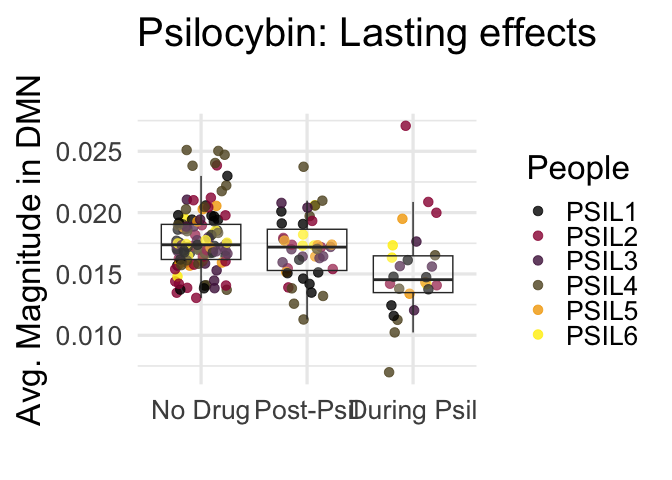 Psilocybin: Lasting effects
Avg. Magnitude in DMN
0.025
0.020
0.015
0.010
No Drug
Post-Psil
During Psil
People
PSIL1
PSIL2
PSIL3
PSIL4
PSIL5
PSIL6